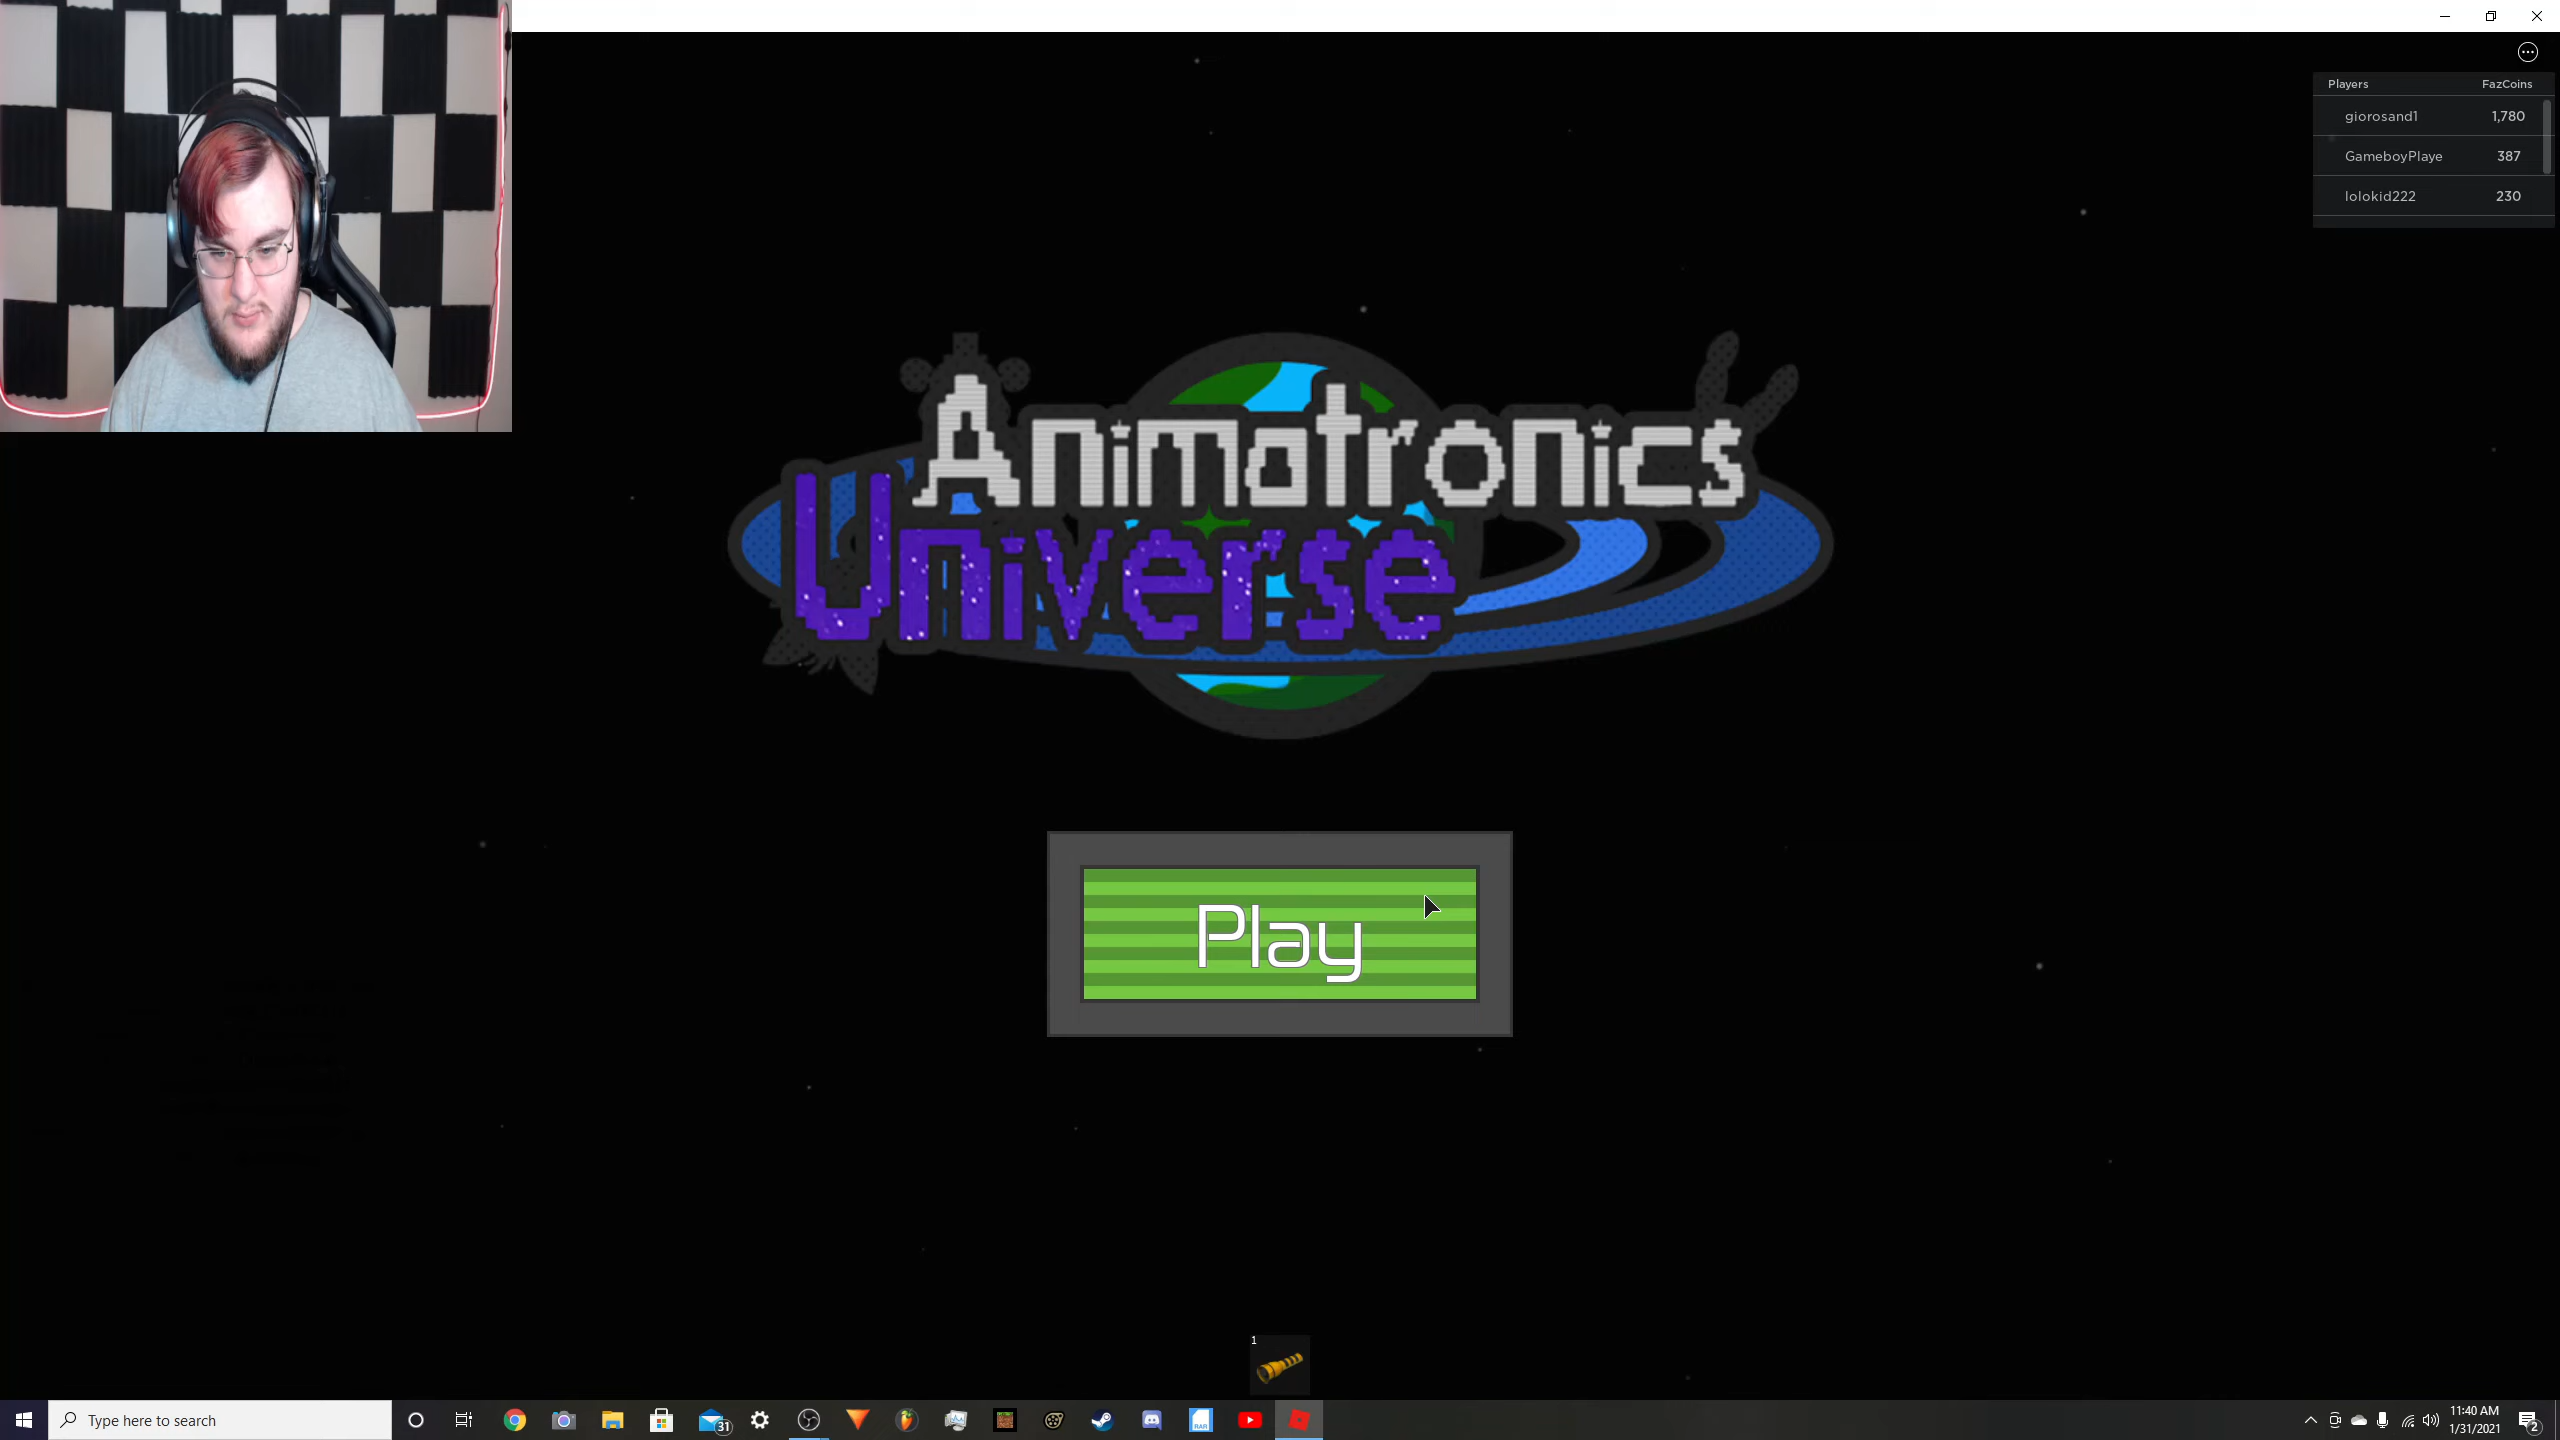 Players FazCoins
giorosand1 1,780
GameboyPlaye 387
lolokid222 230
Animatronics
Universe
Play
1
Type here to search
31
11:40 AM
1/31/2021
2